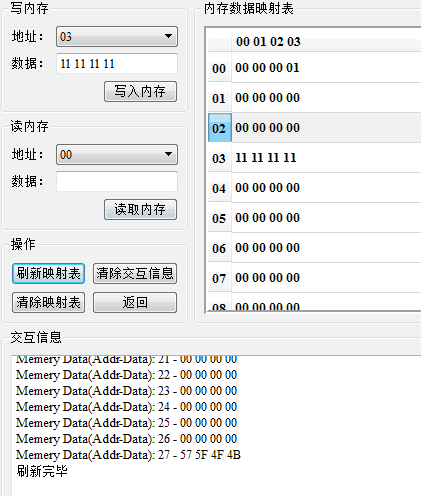 写内存
地址： 03
数据： 11 11 11 11
写入内存
读内存
地址： 00
数据：
读取内存
操作
刷新映射表 清除交互信息
清除映射表 返回
内存数据映射表
00 01 02 03
00 00 00 00 01
01 00 00 00 00
02 00 00 00 00
03 11 11 11 11
04 00 00 00 00
05 00 00 00 00
06 00 00 00 00
07 00 00 00 00
08 00 00 00 00
交互信息
Memery Data(Addr-Data): 21 - 00 00 00 00
Memery Data(Addr-Data): 22 - 00 00 00 00
Memery Data(Addr-Data): 23 - 00 00 00 00
Memery Data(Addr-Data): 24 - 00 00 00 00
Memery Data(Addr-Data): 25 - 00 00 00 00
Memery Data(Addr-Data): 26 - 00 00 00 00
Memery Data(Addr-Data): 27 - 57 5F 4F 4B
刷新完毕